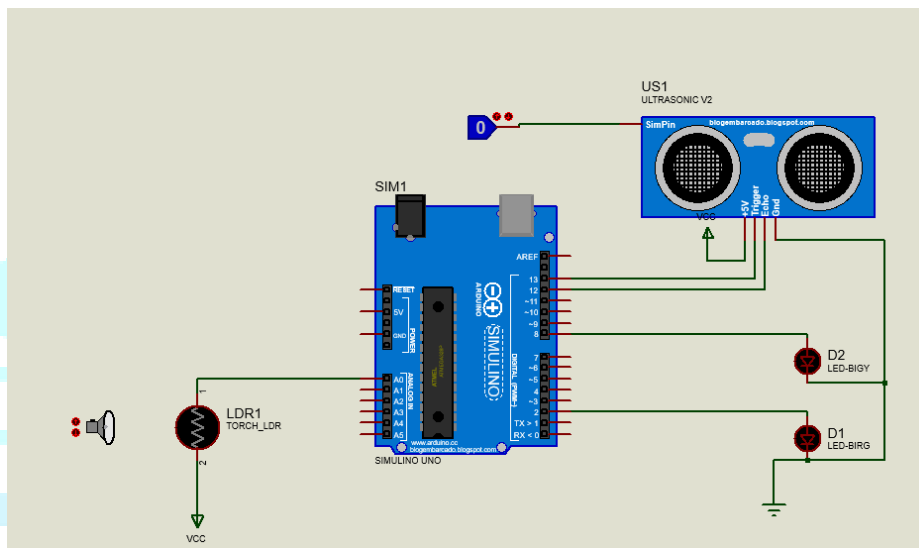 US1
ULTRASONIC V2
SimPin
blogembarcado.blogspot.com
0
+5V
Trigger
Echo
Gnd
VCC
SIM1
AREF
RESET
13
12
5V
~11
~10
GND
~9
8
POWER
ARDUINO
SIMULINO
7
~6
~5
4
~3
2
TX > 1
RX < 0
DIGITAL (PWM~)
ANALOG IN
A0
A1
A2
A3
A4
A5
ATMEL
www.arduino.cc
blogembarcado.blogspot.com
SIMULINO UNO
LDR1
TORCH_LDR
1
2
VCC
D2
LED-BIGY
D1
LED-BIRG